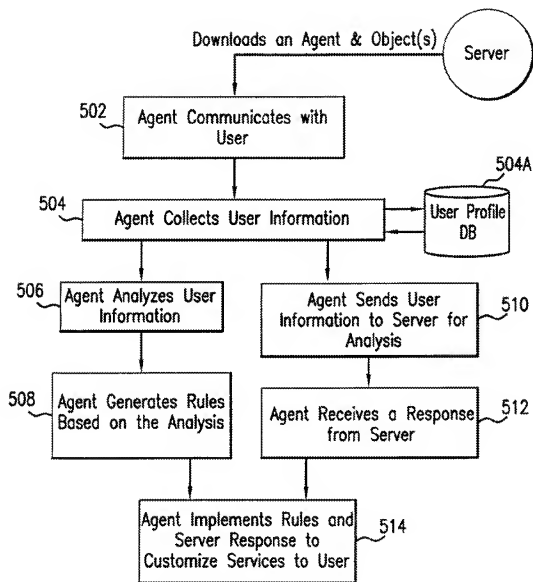 Downloads an Agent & Object(s)
Server
502
Agent Communicates with
User
504A
504
Agent Collects User Information
User Profile
DB
506
Agent Analyzes User
Information
Agent Sends User
Information to Server for
Analysis
510
508
Agent Generates Rules
Based on the Analysis
Agent Receives a Response
from Server
512
Agent Implements Rules and
Server Response to
Customize Services to User
514